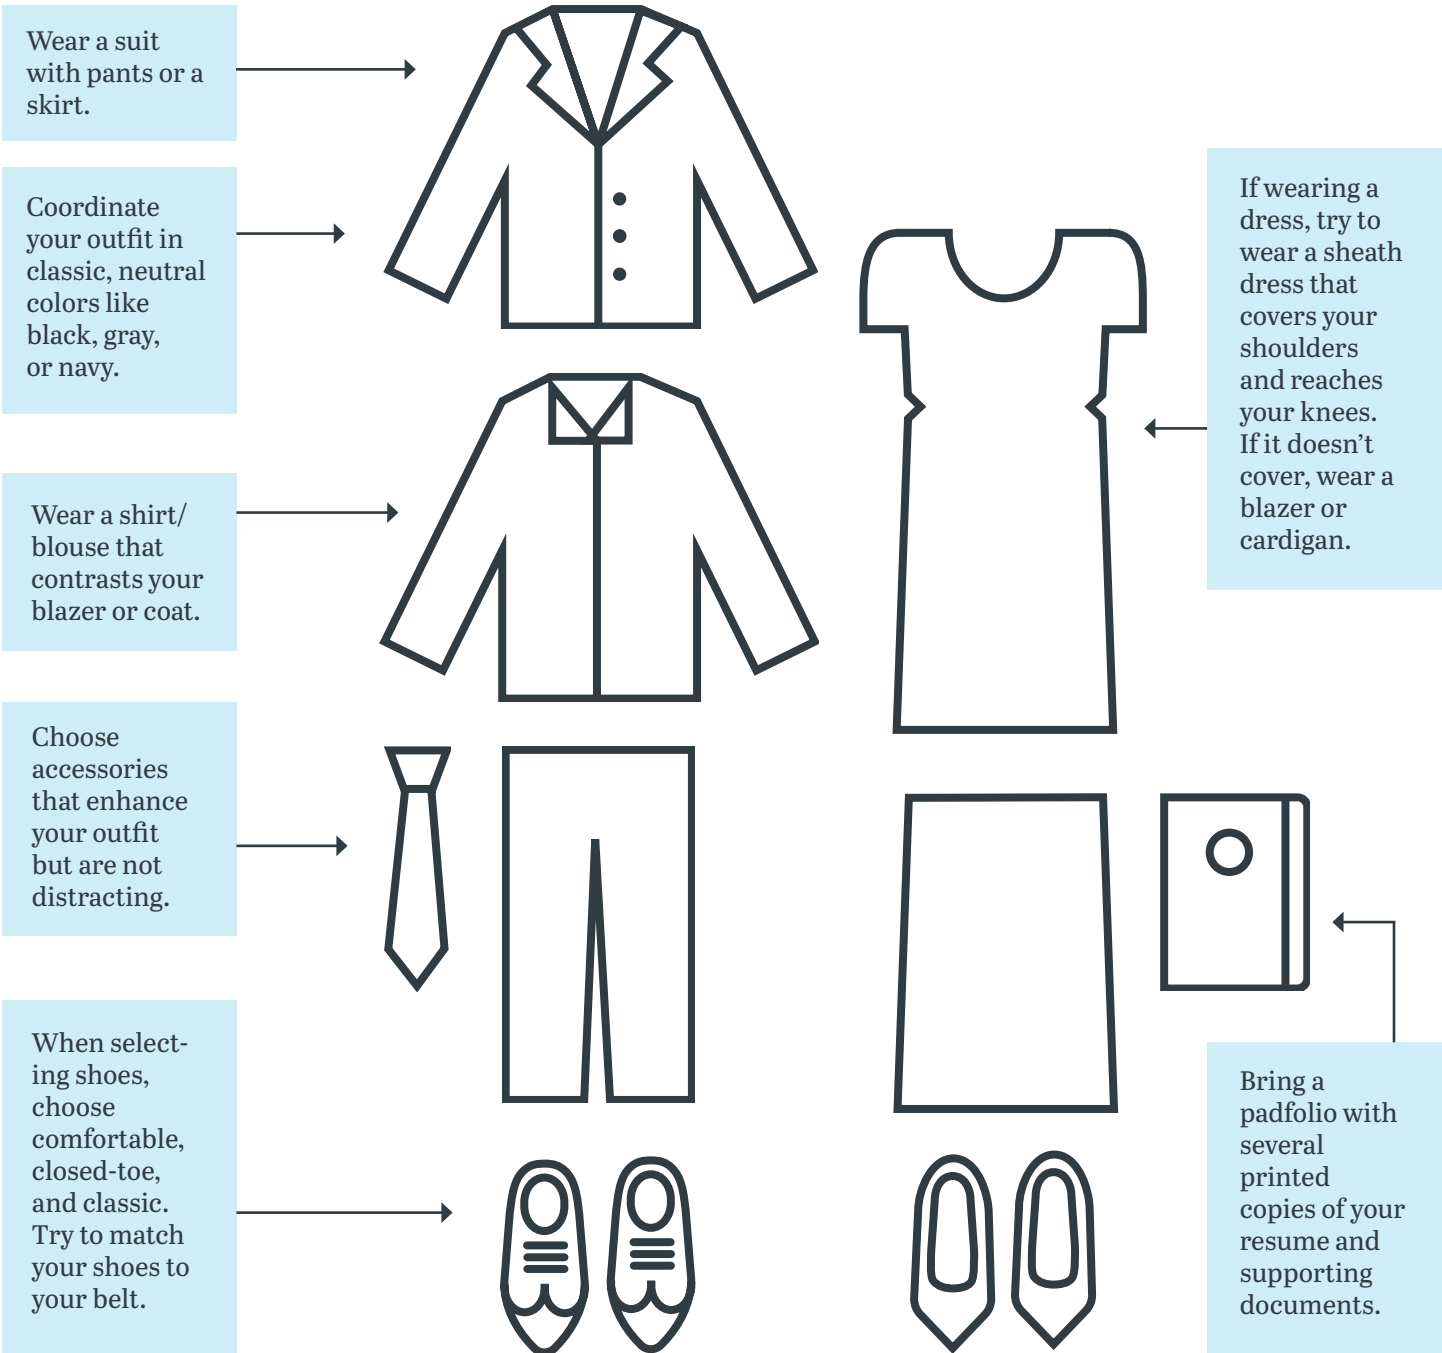 Wear a suit
with pants or a
skirt.
Coordinate
your outfit in
classic, neutral
colors like
black, gray,
or navy.
Wear a shirt/
blouse that
contrasts your
blazer or coat.
Choose
accessories
that enhance
your outfit
but are not
distracting.
When select-
ing shoes,
choose
comfortable,
closed-toe,
and classic.
Try to match
your shoes to
your belt.
If wearing a
dress, try to
wear a sheath
dress that
covers your
shoulders
and reaches
your knees.
If it doesn’t
cover, wear a
blazer or
cardigan.
Bring a
padfolio with
several
printed
copies of your
resume and
supporting
documents.